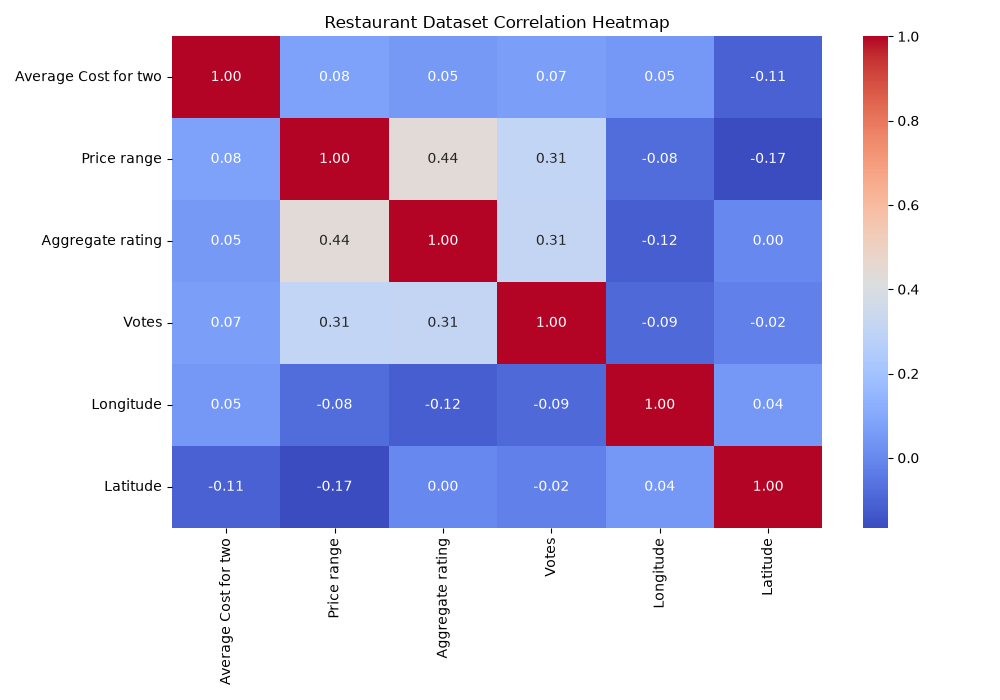 Restaurant Dataset Correlation Heatmap
Average Cost for two 1.00 0.08 0.05 0.07 0.05 -0.11
Price range 0.08 1.00 0.44 0.31 -0.08 -0.17
Aggregate rating 0.05 0.44 1.00 0.31 -0.12 0.00
Votes 0.07 0.31 0.31 1.00 -0.09 -0.02
Longitude 0.05 -0.08 -0.12 -0.09 1.00 0.04
Latitude -0.11 -0.17 0.00 -0.02 0.04 1.00
Average Cost for two
Price range
Aggregate rating
Votes
Longitude
Latitude
1.0
0.8
0.6
0.4
0.2
0.0